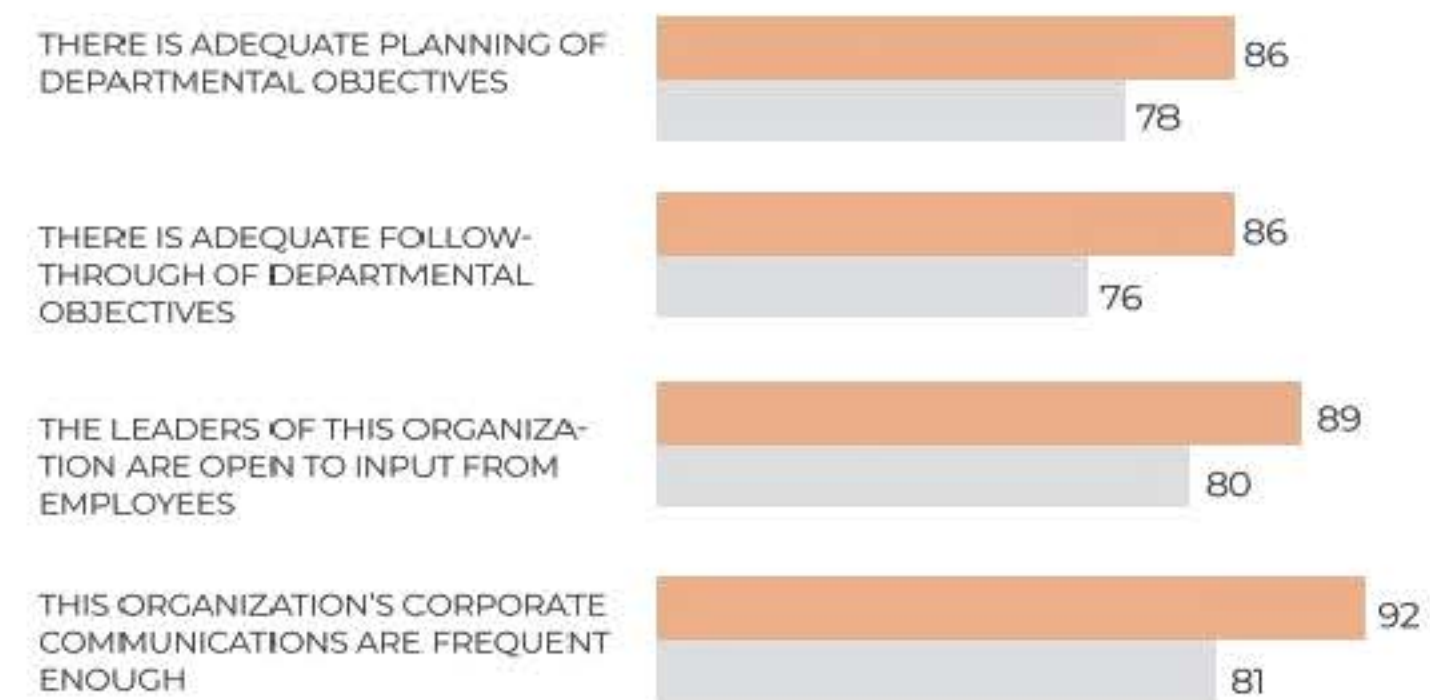 THERE IS ADEQUATE PLANNING OF
DEPARTMENTAL OBJECTIVES
86
78
THERE IS ADEQUATE FOLLOW-
THROUGH OF DEPARTMENTAL
OBJECTIVES
86
76
THE LEADERS OF THIS ORGANIZA-
TION ARE OPEN TO INPUT FROM
EMPLOYEES
89
80
THIS ORGANIZATION'S CORPORATE
COMMUNICATIONS ARE FREQUENT
ENOUGH
92
81